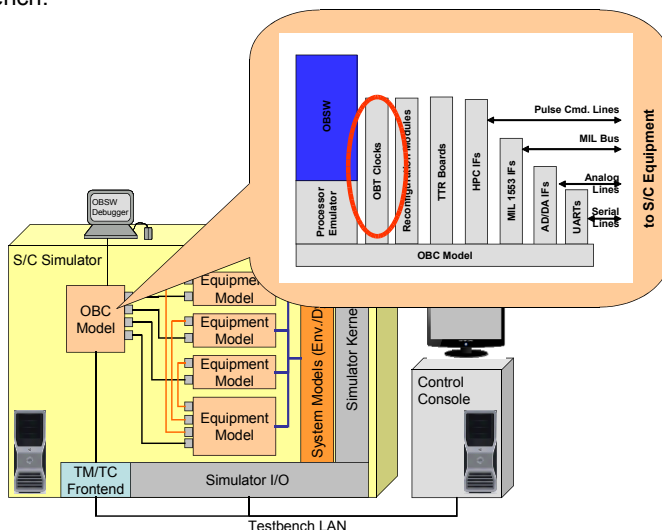 ench.
OBSW
Processor
Emulator
OBT Clocks
Reconfiguration Modules
TTR Boards
HPC IFs
MIL 1553 IFs
AD/DA IFs
UARTs
Pulse Cmd. Lines
MIL Bus
Analog
Lines
Serial
Lines
to S/C Equipment
OBC Model
OBSW
Debugger
S/C Simulator
OBC
Model
Equipment
Model
Equipment
Model
Equipment
Model
Equipment
Model
System Models (Env./D
Simulator Kerne
Control
Console
TM/TC
Frontend
Simulator I/O
Testbench LAN